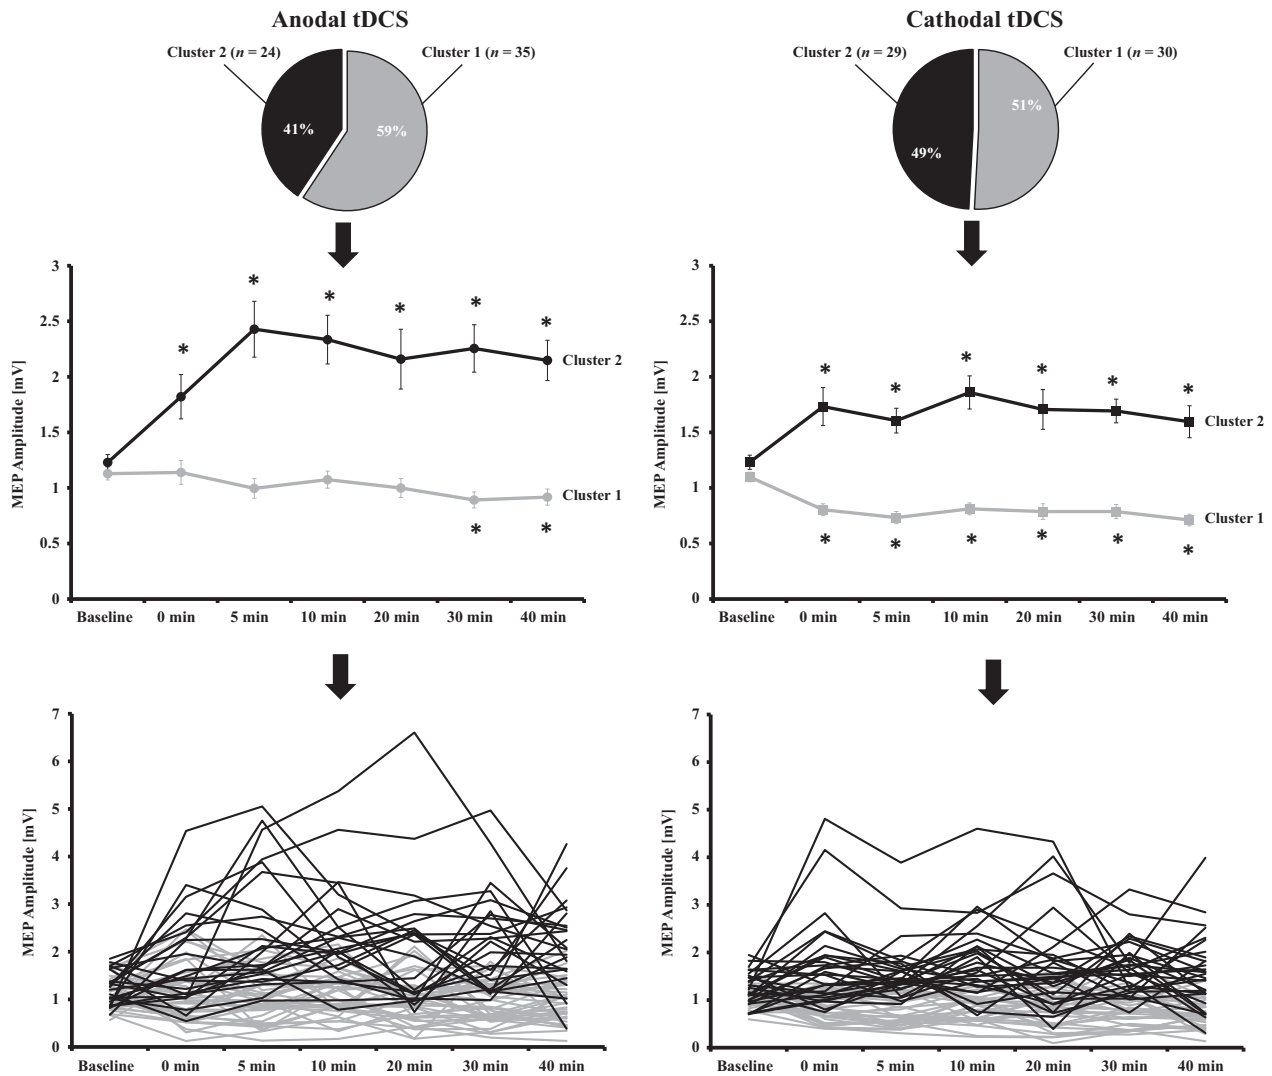 Anodal tDCS
Cluster 2 (n = 24)
Cluster 1 (n = 35)
41%
59%
Cathodal tDCS
Cluster 2 (n = 29)
Cluster 1 (n = 30)
51%
49%
MEP Amplitude [mV]
3
2.5
2
1.5
1
0.5
0
* * * * * *
Cluster 2
Cluster 1
* *
Baseline 0 min 5 min 10 min 20 min 30 min 40 min
MEP Amplitude [mV]
3
2.5
2
1.5
1
0.5
0
* * * * * *
Cluster 2
Cluster 1
* * * * * *
Baseline 0 min 5 min 10 min 20 min 30 min 40 min
MEP Amplitude [mV]
7
6
5
4
3
2
1
0
Baseline 0 min 5 min 10 min 20 min 30 min 40 min
MEP Amplitude [mV]
7
6
5
4
3
2
1
0
Baseline 0 min 5 min 10 min 20 min 30 min 40 min